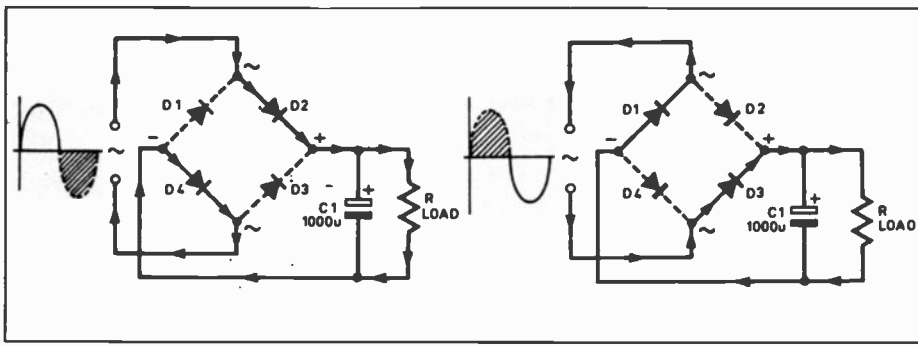 ~
D1
D2
-
+
~
D4
D3
- +
C1
1000u
R
LOAD
~
~
D1
D2
-
+
~
D4
D3
+
C1
1000u
R
LOAD
~